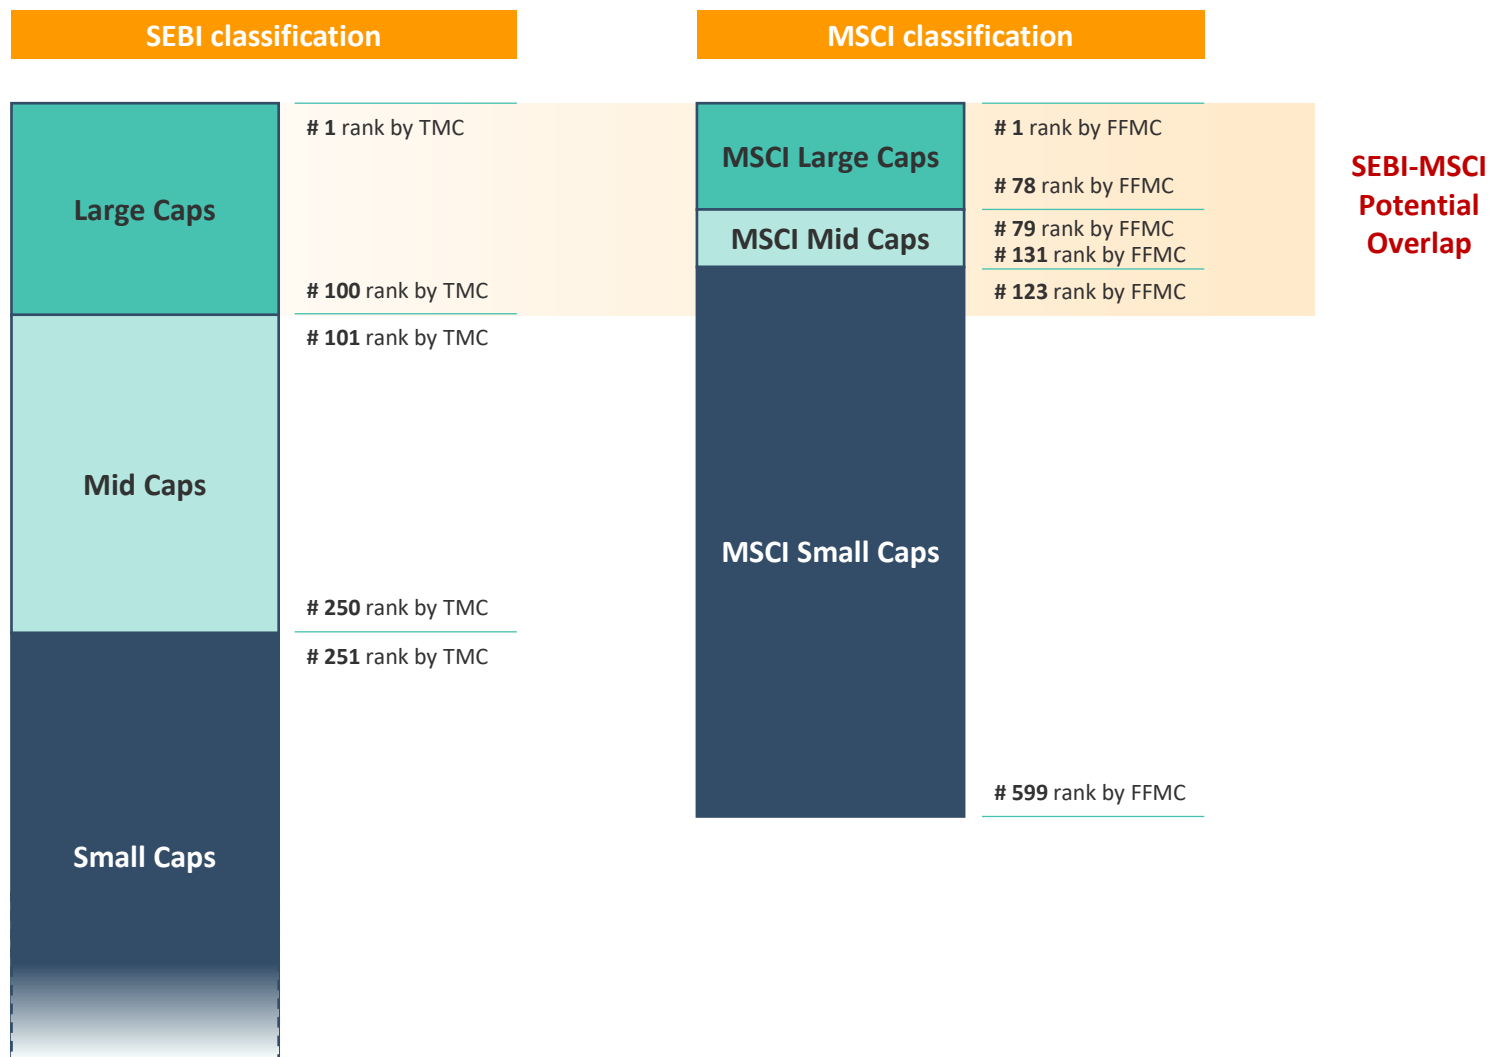 SEBI classification
Large Caps
# 1 rank by TMC
# 100 rank by TMC
Mid Caps
# 101 rank by TMC
# 250 rank by TMC
Small Caps
# 251 rank by TMC
MSCI classification
MSCI Large Caps
# 1 rank by FFMC
# 78 rank by FFMC
MSCI Mid Caps
# 79 rank by FFMC
# 131 rank by FFMC
MSCI Small Caps
# 123 rank by FFMC
# 599 rank by FFMC
SEBI-MSCI
Potential
Overlap